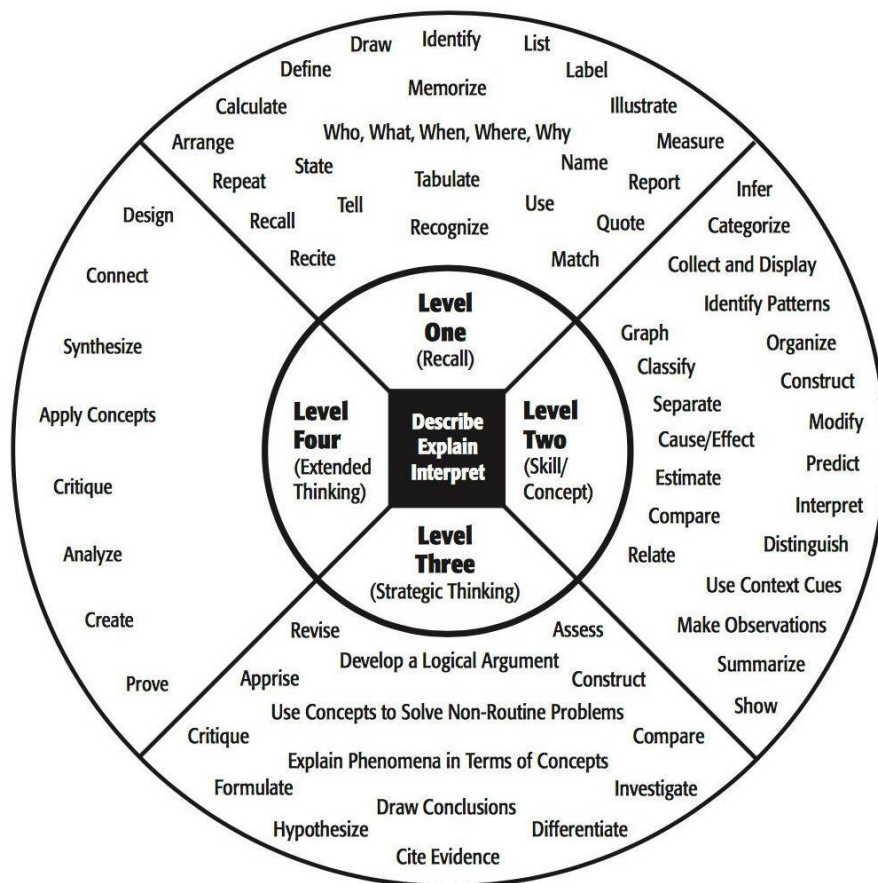 Draw
Identify
List
Define
Label
Memorize
Calculate
Illustrate
Who, What, When, Where, Why
Arrange
Measure
State
Name
Repeat
Tabulate
Report
Tell
Use
Recall
Recognize
Quote
Recite
Match
Level
One
(Recall)
Infer
Categorize
Collect and Display
Identify Patterns
Graph
Organize
Classify
Construct
Separate
Modify
Cause/Effect
Predict
Estimate
Interpret
Compare
Distinguish
Relate
Use Context Cues
Make Observations
Summarize
Show
Level
Two
(Skill/
Concept)
Describe
Explain
Interpret
Level
Three
(Strategic Thinking)
Revise
Assess
Develop a Logical Argument
Apprise
Construct
Use Concepts to Solve Non-Routine Problems
Critique
Compare
Explain Phenomena in Terms of Concepts
Formulate
Investigate
Draw Conclusions
Hypothesize
Differentiate
Cite Evidence
Level
Four
(Extended
Thinking)
Design
Connect
Synthesize
Apply Concepts
Critique
Analyze
Create
Prove